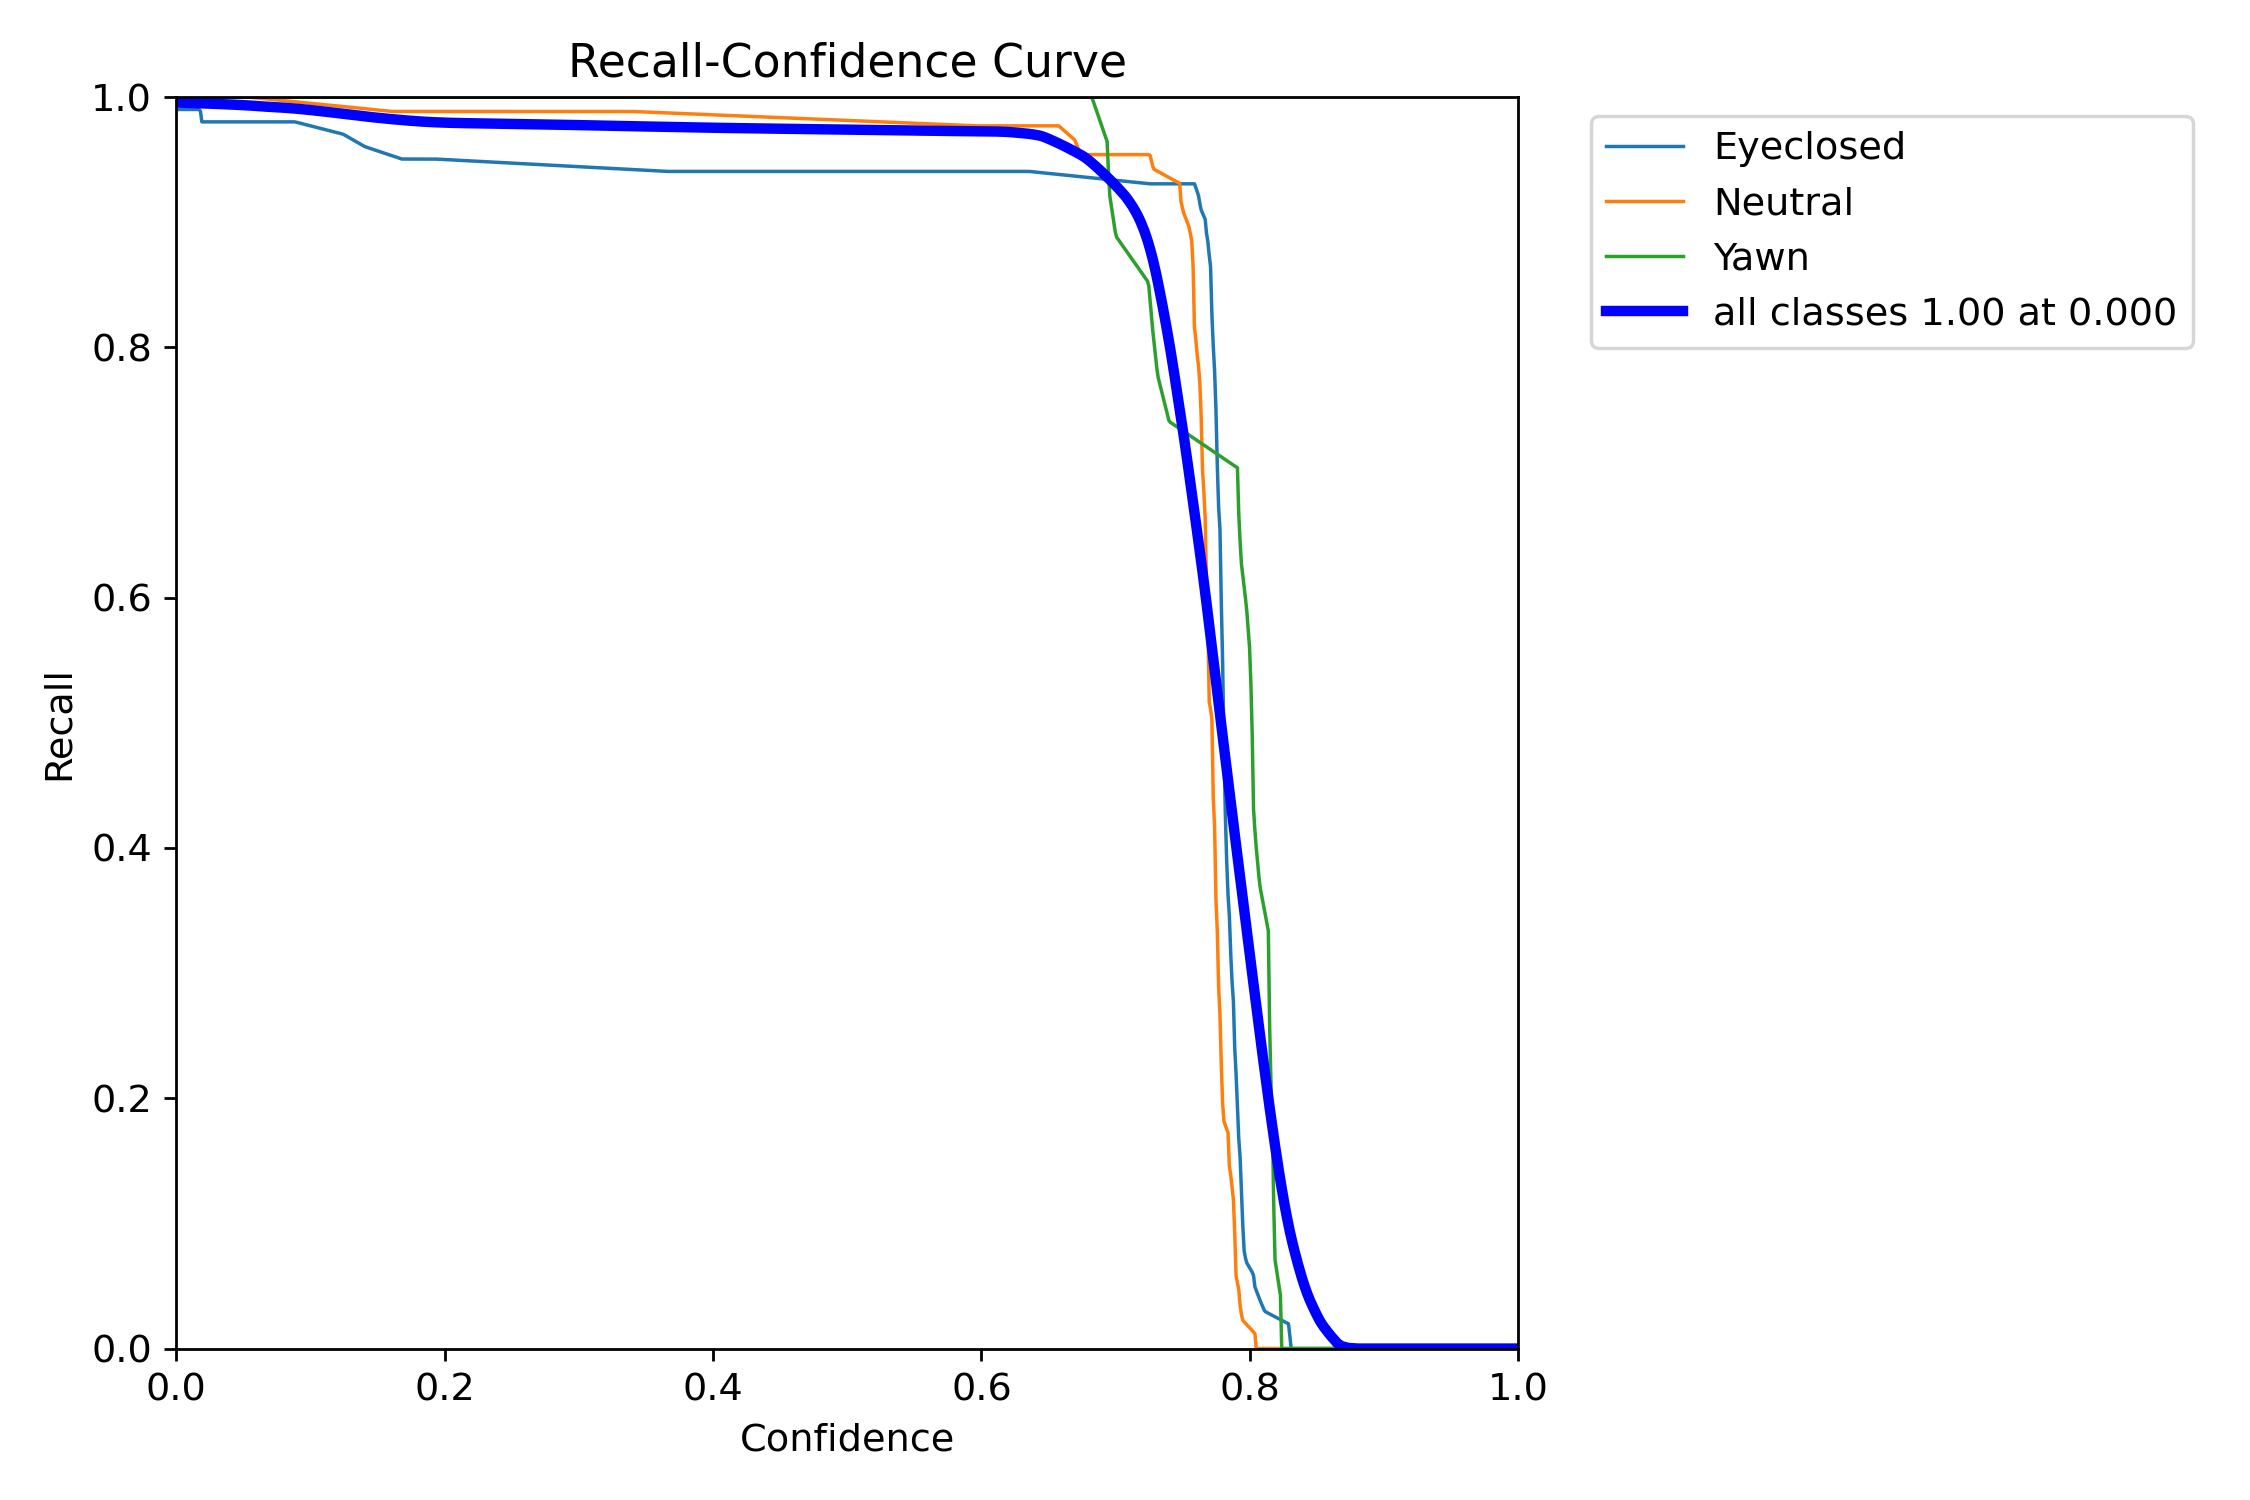 Recall-Confidence Curve
1.0
0.8
0.6
0.4
0.2
0.0
Recall
0.0 0.2 0.4 0.6 0.8 1.0
Confidence
Eyeclosed
Neutral
Yawn
all classes 1.00 at 0.000